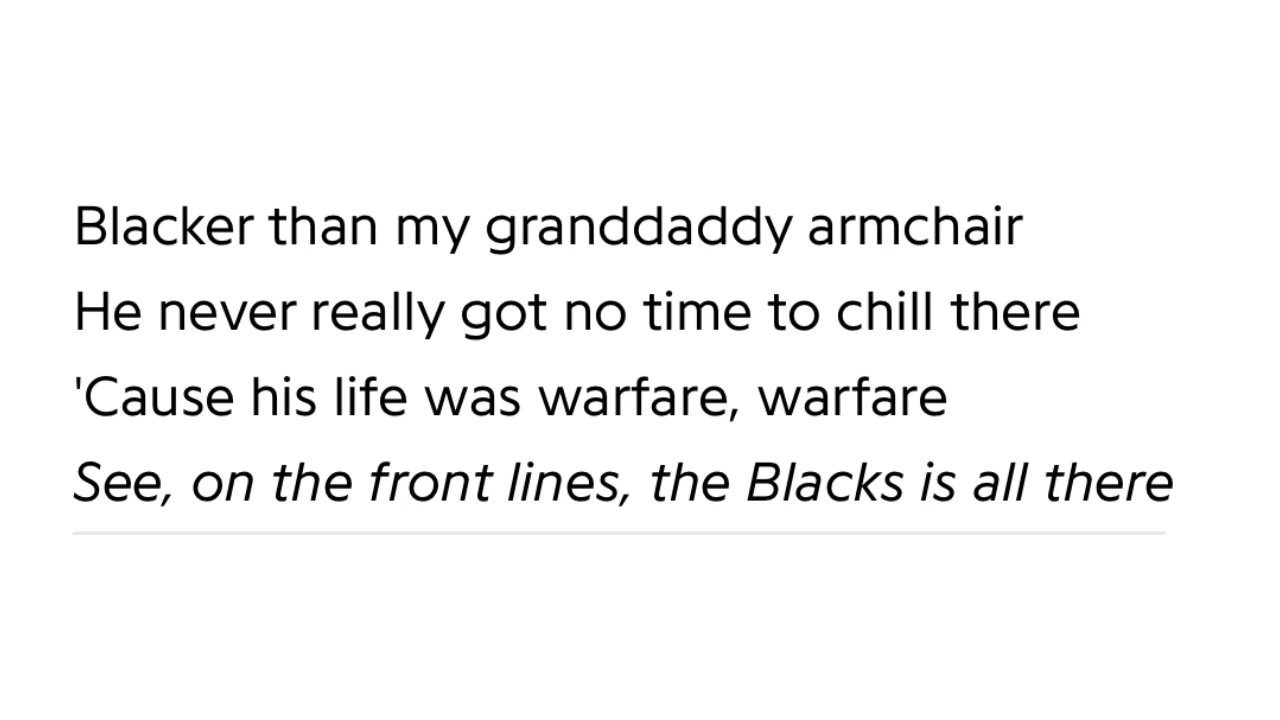 Blacker than my granddaddy armchair
He never really got no time to chill there
'Cause his life was warfare, warfare
See, on the front lines, the Blacks is all there